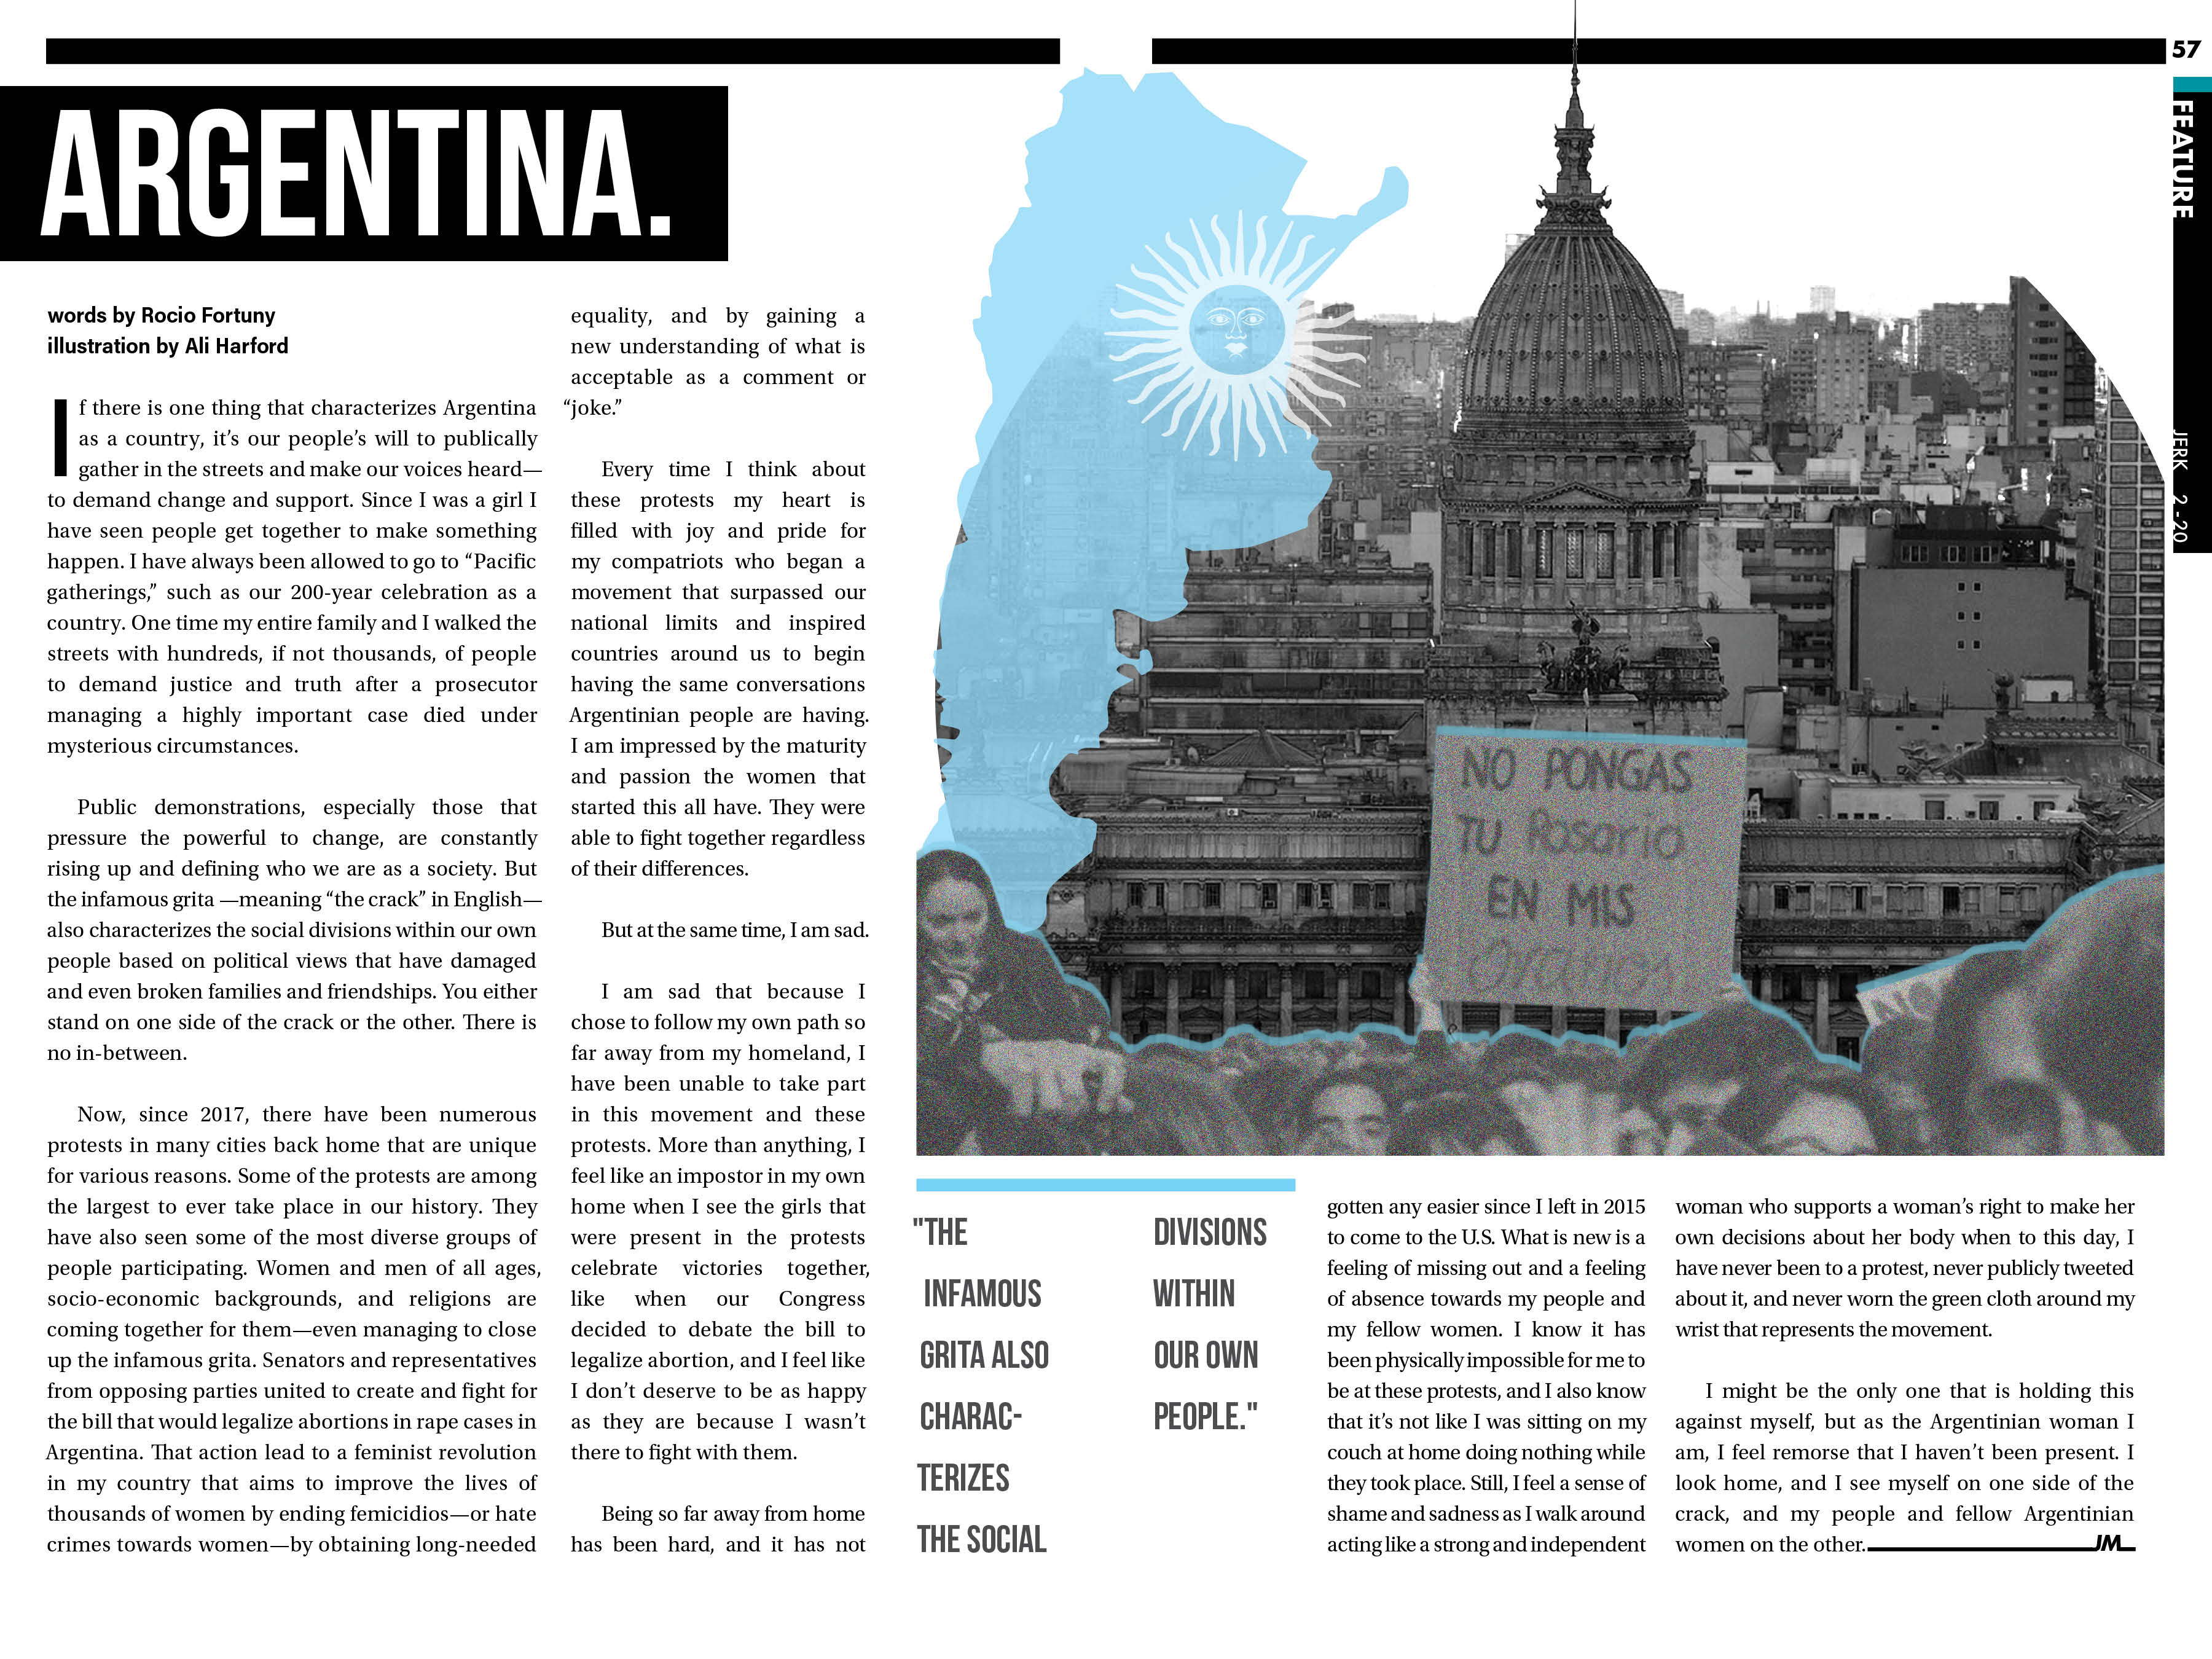 57
FEATURE
JERK 2-20
ARGENTINA.
words by Rocio Fortuny
illustration by Ali Harford
If there is one thing that characterizes Argentina
as a country, it’s our people’s will to publically
gather in the streets and make our voices heard—
to demand change and support. Since I was a girl I
have seen people get together to make something
happen. I have always been allowed to go to “Pacific
gatherings,” such as our 200-year celebration as a
country. One time my entire family and I walked the
streets with hundreds, if not thousands, of people
to demand justice and truth after a prosecutor
managing a highly important case died under
mysterious circumstances.
Public demonstrations, especially those that
pressure the powerful to change, are constantly
rising up and defining who we are as a society. But
the infamous grita —meaning “the crack” in English—
also characterizes the social divisions within our own
people based on political views that have damaged
and even broken families and friendships. You either
stand on one side of the crack or the other. There is
no in-between.
Now, since 2017, there have been numerous
protests in many cities back home that are unique
for various reasons. Some of the protests are among
the largest to ever take place in our history. They
have also seen some of the most diverse groups of
people participating. Women and men of all ages,
socio-economic backgrounds, and religions are
coming together for them—even managing to close
up the infamous grita. Senators and representatives
from opposing parties united to create and fight for
the bill that would legalize abortions in rape cases in
Argentina. That action lead to a feminist revolution
in my country that aims to improve the lives of
thousands of women by ending femicidios—or hate
crimes towards women—by obtaining long-needed
equality, and by gaining a
new understanding of what is
acceptable as a comment or
“joke.”
Every time I think about
these protests my heart is
filled with joy and pride for
my compatriots who began a
movement that surpassed our
national limits and inspired
countries around us to begin
having the same conversations
Argentinian people are having.
I am impressed by the maturity
and passion the women that
started this all have. They were
able to fight together regardless
of their differences.
But at the same time, I am sad.
I am sad that because I
chose to follow my own path so
far away from my homeland, I
have been unable to take part
in this movement and these
protests. More than anything, I
feel like an impostor in my own
home when I see the girls that
were present in the protests
celebrate victories together,
like when our Congress
decided to debate the bill to
legalize abortion, and I feel like
I don’t deserve to be as happy
as they are because I wasn’t
there to fight with them.
Being so far away from home
has been hard, and it has not
NO PONGAS
TU Rosario
EN MIS
Ovarios
NO
"THE
INFAMOUS
GRITA ALSO
CHARAC-
TERIZES
THE SOCIAL
DIVISIONS
WITHIN
OUR OWN
PEOPLE."
gotten any easier since I left in 2015
to come to the U.S. What is new is a
feeling of missing out and a feeling
of absence towards my people and
my fellow women. I know it has
been physically impossible for me to
be at these protests, and I also know
that it’s not like I was sitting on my
couch at home doing nothing while
they took place. Still, I feel a sense of
shame and sadness as I walk around
acting like a strong and independent
woman who supports a woman’s right to make her
own decisions about her body when to this day, I
have never been to a protest, never publicly tweeted
about it, and never worn the green cloth around my
wrist that represents the movement.
I might be the only one that is holding this
against myself, but as the Argentinian woman I
am, I feel remorse that I haven’t been present. I
look home, and I see myself on one side of the
crack, and my people and fellow Argentinian
women on the other.
JM